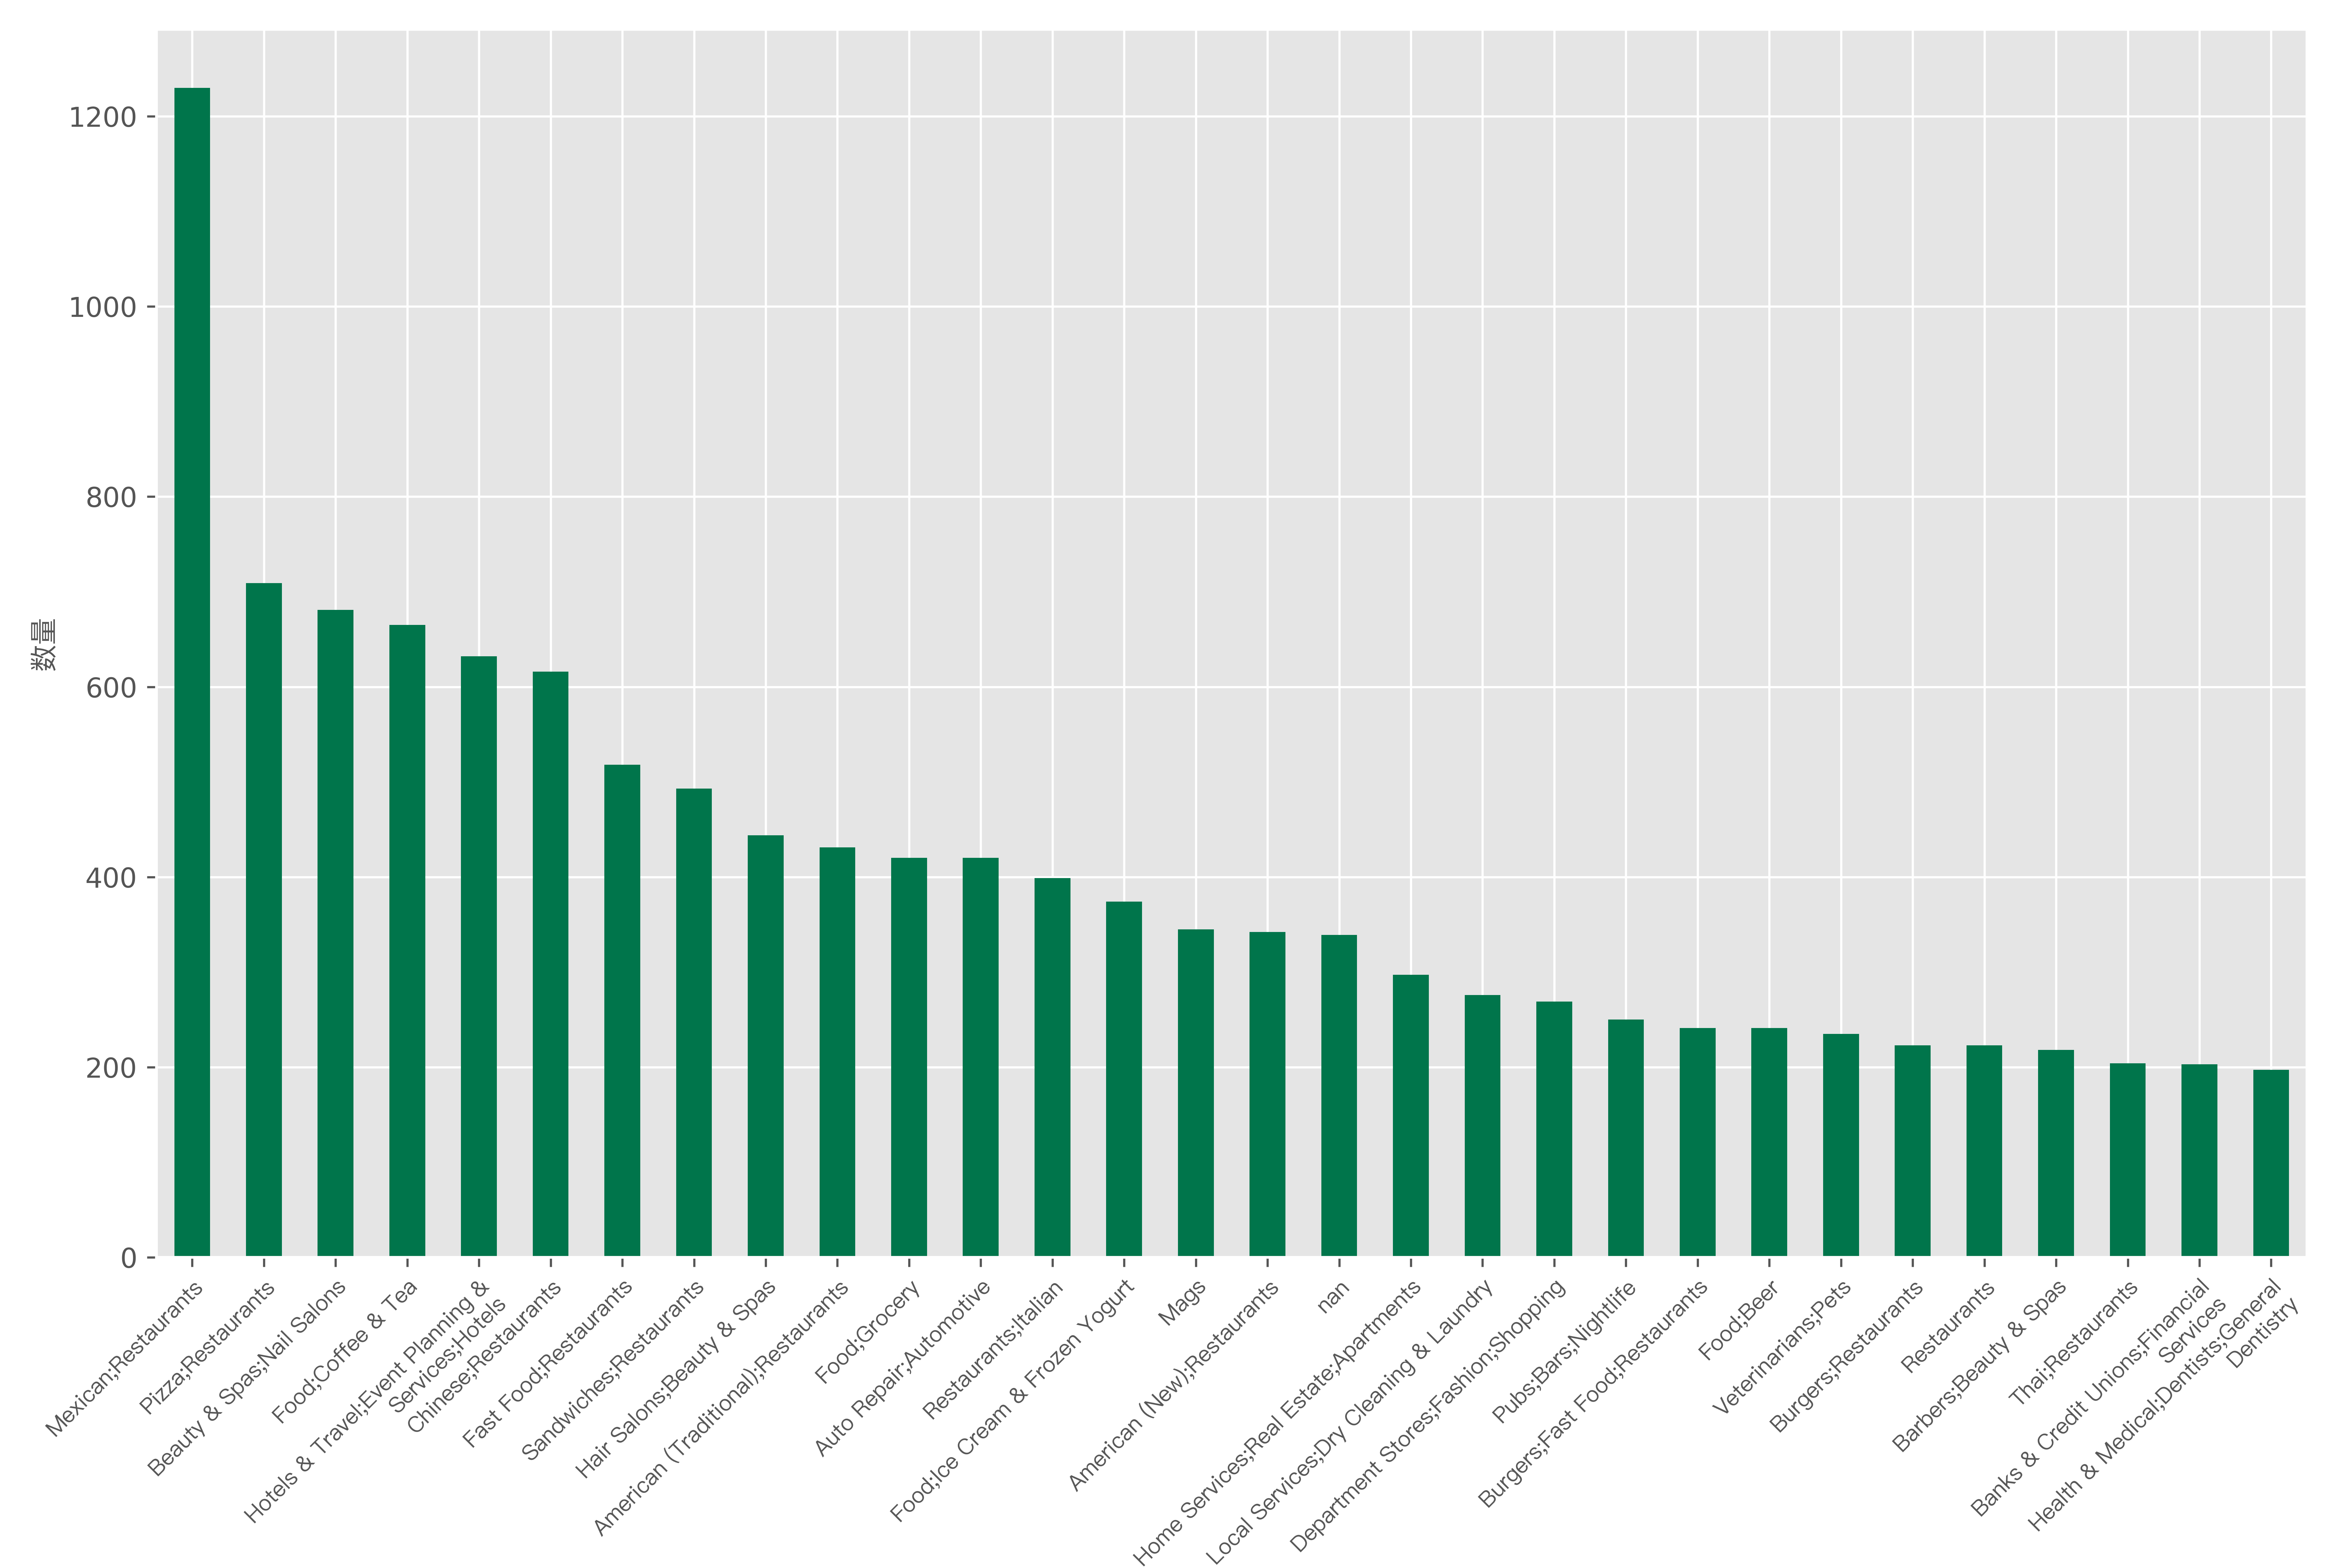 1200
1000
800
600
400
200
0
数量
Mexican;Restaurants
Pizza;Restaurants
Beauty & Spas;Nail Salons
Food;Coffee & Tea
Hotels & Travel;Event Planning &
Services;Hotels
Chinese;Restaurants
Fast Food;Restaurants
Sandwiches;Restaurants
Hair Salons;Beauty & Spas
American (Traditional);Restaurants
Food;Grocery
Auto Repair;Automotive
Restaurants;Italian
Food;Ice Cream & Frozen Yogurt
Mags
American (New);Restaurants
nan
Home Services;Real Estate;Apartments
Local Services;Dry Cleaning & Laundry
Department Stores;Fashion;Shopping
Pubs;Bars;Nightlife
Burgers;Fast Food;Restaurants
Food;Beer
Veterinarians;Pets
Burgers;Restaurants
Restaurants
Barbers;Beauty & Spas
Thai;Restaurants
Banks & Credit Unions;Financial
Services
Health & Medical;Dentists;General
Dentistry